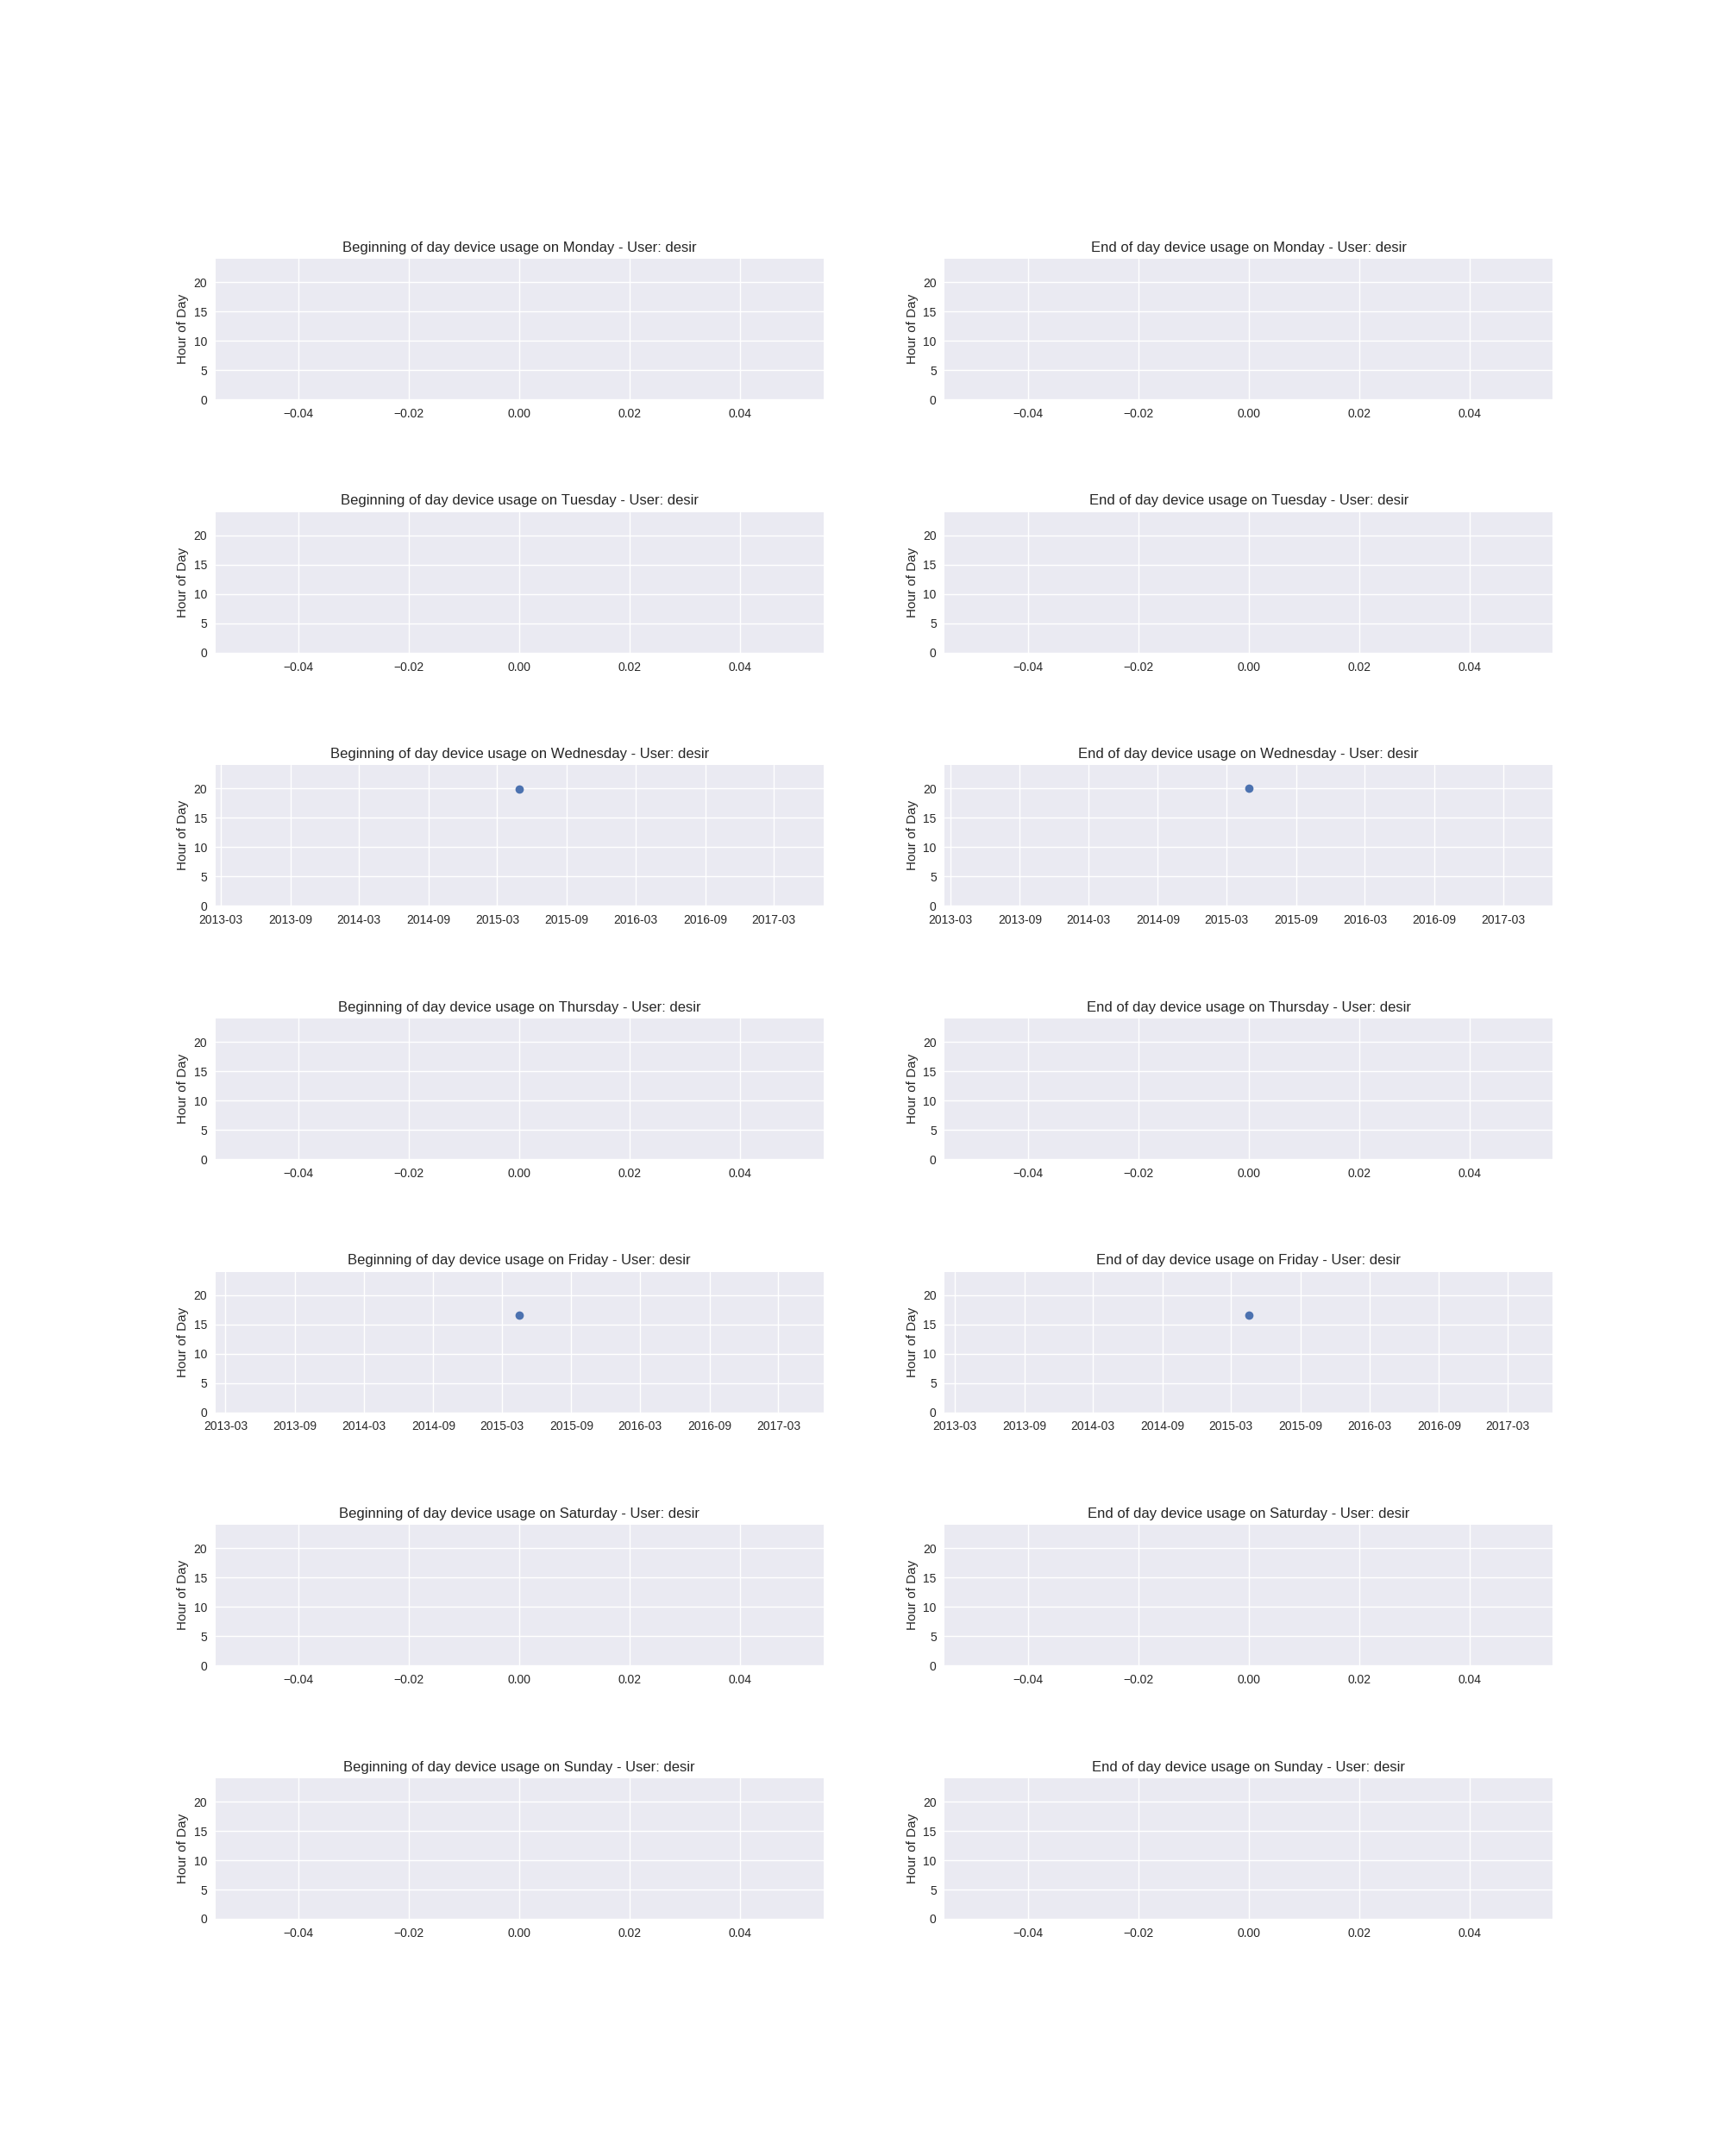 Beginning of day device usage on Monday - User: desir
End of day device usage on Monday - User: desir
Hour of Day
20
15
10
5
0
−0.04 −0.02 0.00 0.02 0.04
Hour of Day
20
15
10
5
0
−0.04 −0.02 0.00 0.02 0.04
Beginning of day device usage on Tuesday - User: desir
End of day device usage on Tuesday - User: desir
Hour of Day
20
15
10
5
0
−0.04 −0.02 0.00 0.02 0.04
Hour of Day
20
15
10
5
0
−0.04 −0.02 0.00 0.02 0.04
Beginning of day device usage on Wednesday - User: desir
End of day device usage on Wednesday - User: desir
Hour of Day
20
15
10
5
0
2013-03 2013-09 2014-03 2014-09 2015-03 2015-09 2016-03 2016-09 2017-03
Hour of Day
20
15
10
5
0
2013-03 2013-09 2014-03 2014-09 2015-03 2015-09 2016-03 2016-09 2017-03
Beginning of day device usage on Thursday - User: desir
End of day device usage on Thursday - User: desir
Hour of Day
20
15
10
5
0
−0.04 −0.02 0.00 0.02 0.04
Hour of Day
20
15
10
5
0
−0.04 −0.02 0.00 0.02 0.04
Beginning of day device usage on Friday - User: desir
End of day device usage on Friday - User: desir
Hour of Day
20
15
10
5
0
2013-03 2013-09 2014-03 2014-09 2015-03 2015-09 2016-03 2016-09 2017-03
Hour of Day
20
15
10
5
0
2013-03 2013-09 2014-03 2014-09 2015-03 2015-09 2016-03 2016-09 2017-03
Beginning of day device usage on Saturday - User: desir
End of day device usage on Saturday - User: desir
Hour of Day
20
15
10
5
0
−0.04 −0.02 0.00 0.02 0.04
Hour of Day
20
15
10
5
0
−0.04 −0.02 0.00 0.02 0.04
Beginning of day device usage on Sunday - User: desir
End of day device usage on Sunday - User: desir
Hour of Day
20
15
10
5
0
−0.04 −0.02 0.00 0.02 0.04
Hour of Day
20
15
10
5
0
−0.04 −0.02 0.00 0.02 0.04